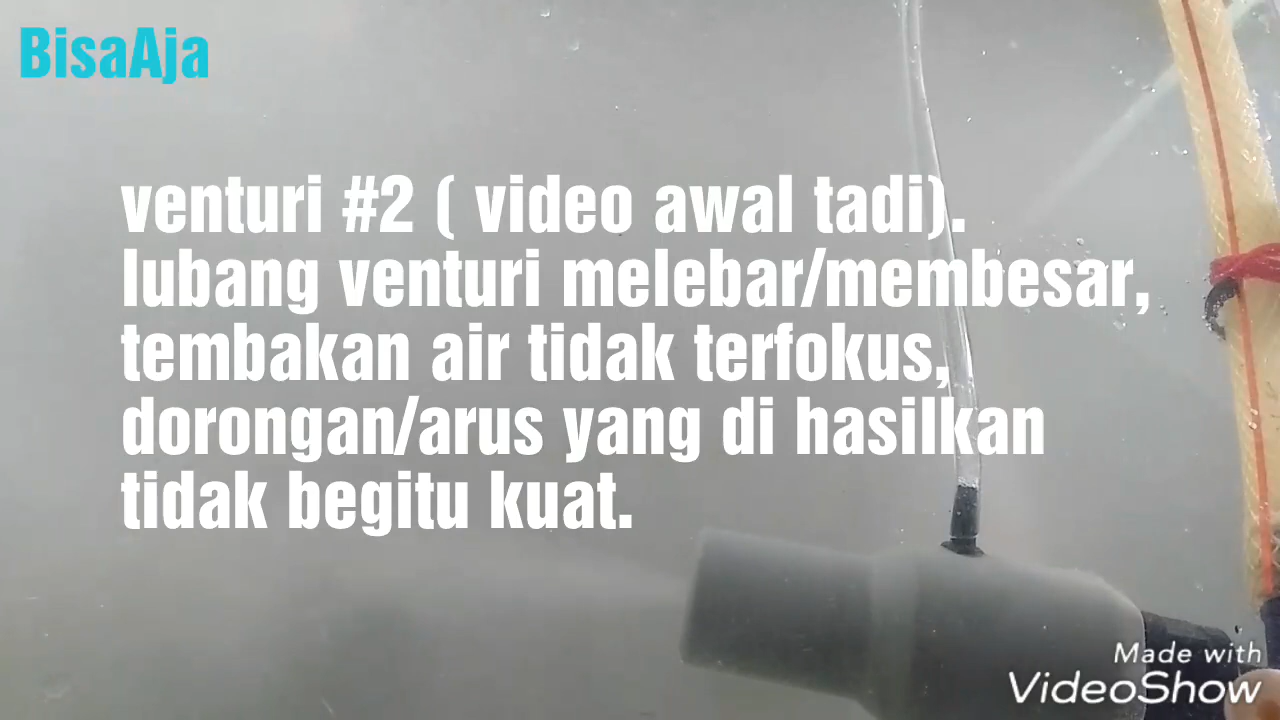 BisaAja
venturi #2 ( video awal tadi).
lubang venturi melebar/membesar,
tembakan air tidak terfokus,
dorongan/arus yang di hasilkan
tidak begitu kuat.
Made with
VideoShow